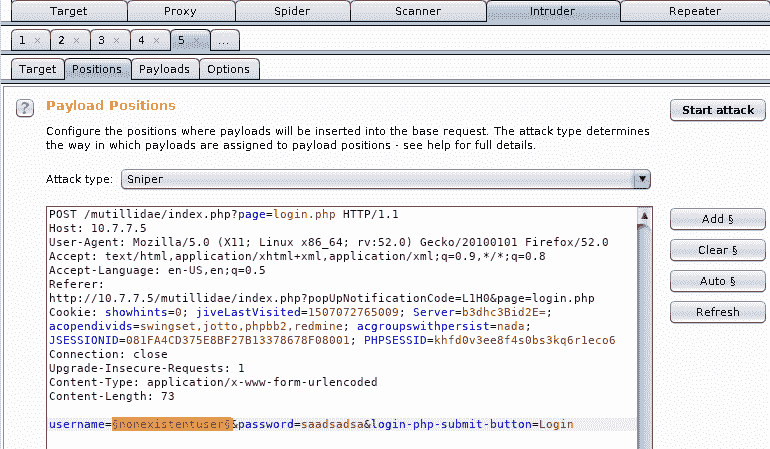 Target Proxy Spider Scanner Intruder Repeater
1 × 2 × 3 × 4 × 5 × ...
Target Positions Payloads Options
? Payload Positions
Start attack
Configure the positions where payloads will be inserted into the base request. The attack type determines
the way in which payloads are assigned to payload positions - see help for full details.
Attack type: Sniper
POST /mutillidae/index.php?page=login.php HTTP/1.1
Host: 10.7.7.5
User-Agent: Mozilla/5.0 (X11; Linux x86_64; rv:52.0) Gecko/20100101 Firefox/52.0
Accept: text/html,application/xhtml+xml,application/xml;q=0.9,*/*;q=0.8
Accept-Language: en-US,en;q=0.5
Referer:
http://10.7.7.5/mutillidae/index.php?popUpNotificationCode=L1H0&page=login.php
Cookie: showhints=0; jiveLastVisited=1507072765009; Server=b3dhc3Bid2E=;
acopendivids=swingset,jotto,phpbb2,redmine; acgroupswithpersist=nada;
JSESSIONID=081FA4CD375E8BF27B13378678F08001; PHPSESSID=khfd0v3ee8f4s0bs3kq6r1eco6
Connection: close
Upgrade-Insecure-Requests: 1
Content-Type: application/x-www-form-urlencoded
Content-Length: 73
username=§nonexistentuser§&password=saadsadsa&login-php-submit-button=Login
Add §
Clear §
Auto §
Refresh